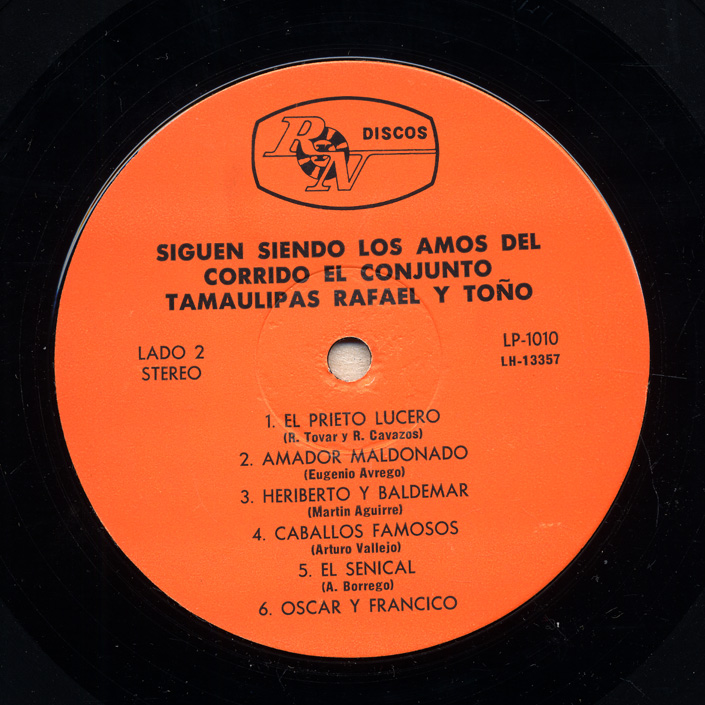 RN DISCOS
SIGUEN SIENDO LOS AMOS DEL
CORRIDO EL CONJUNTO
TAMAULIPAS RAFAEL Y TOÑO
LADO 2
STEREO
LP-1010
LH-13357
1. EL PRIETO LUCERO
(R. Tovar y R. Cavazos)
2. AMADOR MALDONADO
(Eugenio Avrego)
3. HERIBERTO Y BALDEMAR
(Martin Aguirre)
4. CABALLOS FAMOSOS
(Arturo Vallejo)
5. EL SENICAL
(A. Borrego)
6. OSCAR Y FRANCICO